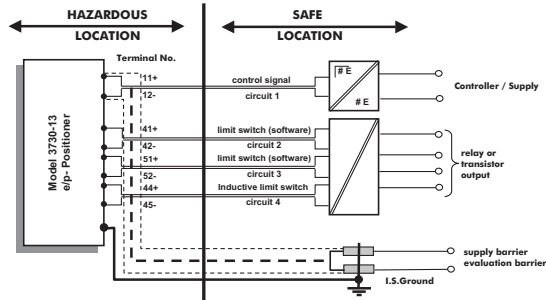 HAZARDOUS
LOCATION
SAFE
LOCATION
Terminal No.
Model 3730-13
e/p- Positioner
11+
12-
41+
42-
51+
52-
44+
45-
control signal
circuit 1
limit switch (software)
circuit 2
limit switch (software)
circuit 3
Inductive limit switch
circuit 4
# E
# E
Controller / Supply
relay or
transistor
output
supply barrier
evaluation barrier
I.S.Ground